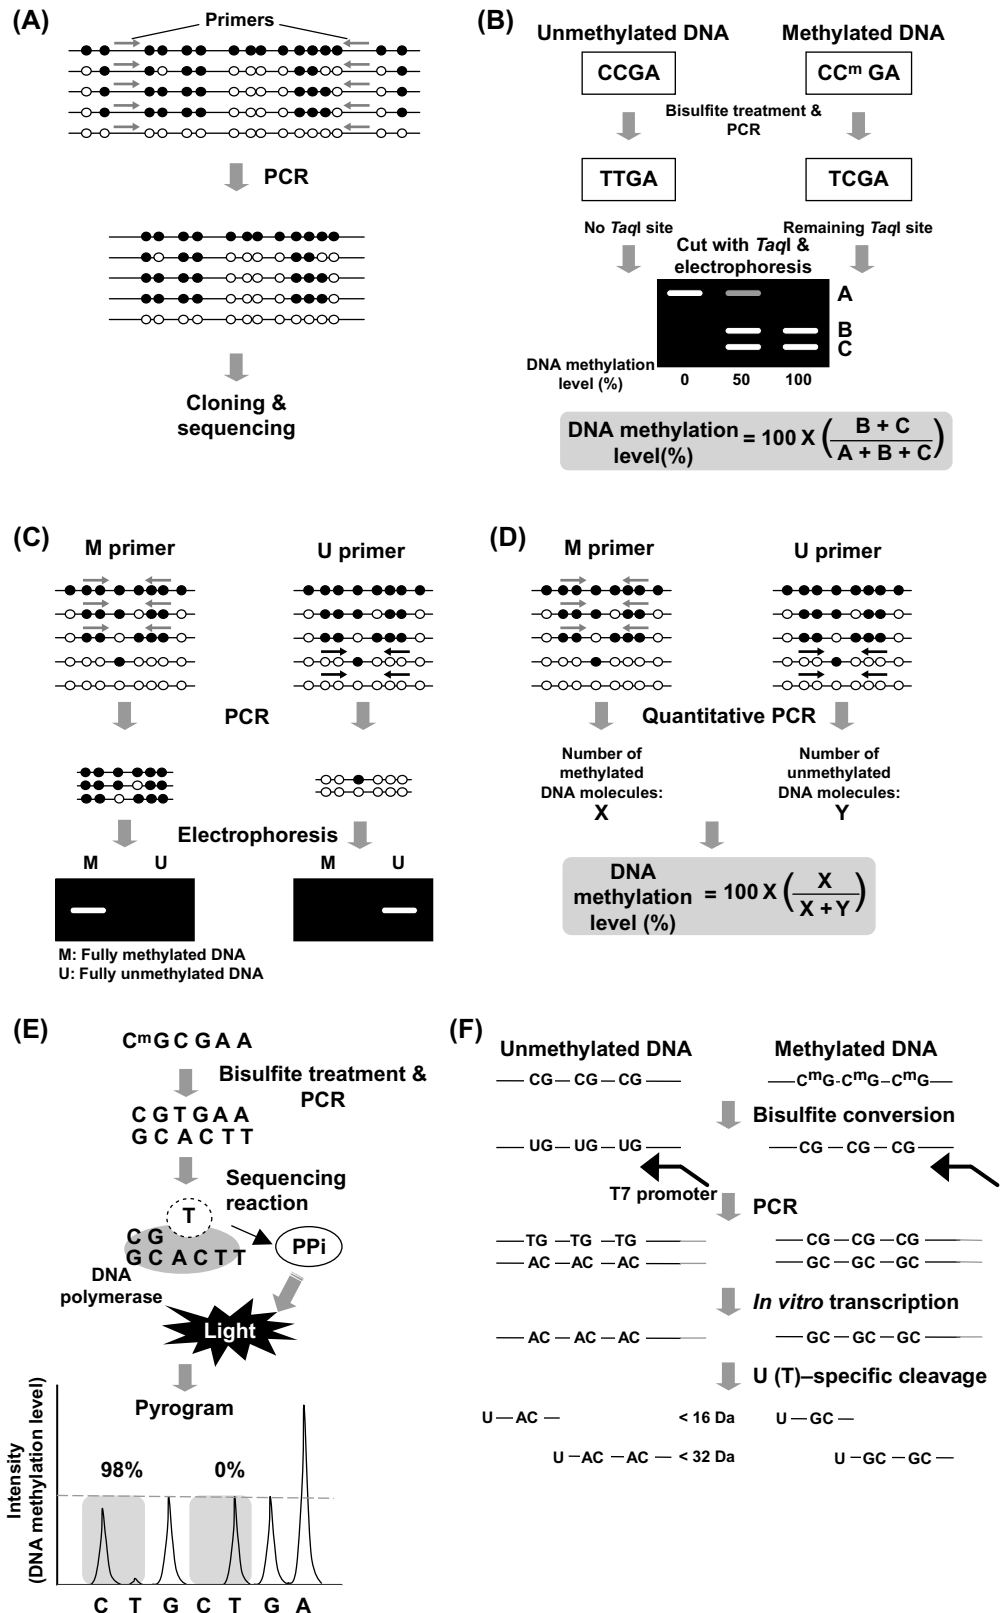 (A)
Primers
PCR
Cloning &
sequencing
(B)
Unmethylated DNA
Methylated DNA
CCGA
CCᵐ GA
Bisulfite treatment &
PCR
TTGA
TCGA
No TaqI site
Remaining TaqI site
Cut with TaqI &
electrophoresis
A
B
C
DNA methylation
level (%)
0 50 100
DNA methylation
level(%)
= 100 X ( B + C / A + B + C )
(C)
M primer
U primer
PCR
Electrophoresis
M U
M U
M: Fully methylated DNA
U: Fully unmethylated DNA
(D)
M primer
U primer
Quantitative PCR
Number of
methylated
DNA molecules:
X
Number of
unmethylated
DNA molecules:
Y
DNA
methylation
level (%)
= 100 X ( X / X + Y )
(E)
CᵐG C G A A
Bisulfite treatment &
PCR
C G T G A A
G C A C T T
Sequencing
reaction
T
C G
G C A C T T
PPi
DNA
polymerase
Light
Pyrogram
Intensity
(DNA methylation level)
98%
0%
C T G C T G A
(F)
Unmethylated DNA
Methylated DNA
CG CG CG
CᵐG CᵐG CᵐG
Bisulfite conversion
UG UG UG
CG CG CG
T7 promoter
PCR
TG TG TG
AC AC AC
CG CG CG
GC GC GC
In vitro transcription
AC AC AC
GC GC GC
U (T)–specific cleavage
U AC
< 16 Da
U GC
U AC AC
< 32 Da
U GC GC